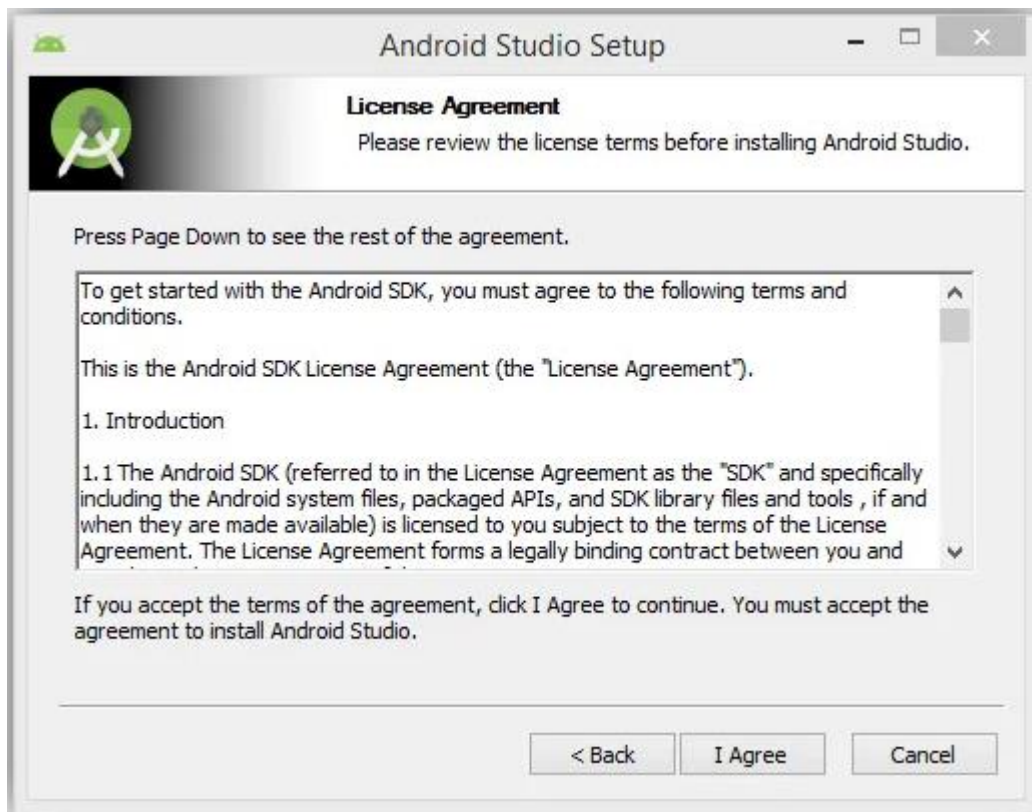 Android Studio Setup
License Agreement
Please review the license terms before installing Android Studio.
Press Page Down to see the rest of the agreement.
To get started with the Android SDK, you must agree to the following terms and
conditions.
This is the Android SDK License Agreement (the "License Agreement").
1. Introduction
1.1 The Android SDK (referred to in the License Agreement as the "SDK" and specifically
including the Android system files, packaged APIs, and SDK library files and tools , if and
when they are made available) is licensed to you subject to the terms of the License
Agreement. The License Agreement forms a legally binding contract between you and
If you accept the terms of the agreement, click I Agree to continue. You must accept the
agreement to install Android Studio.
< Back
I Agree
Cancel